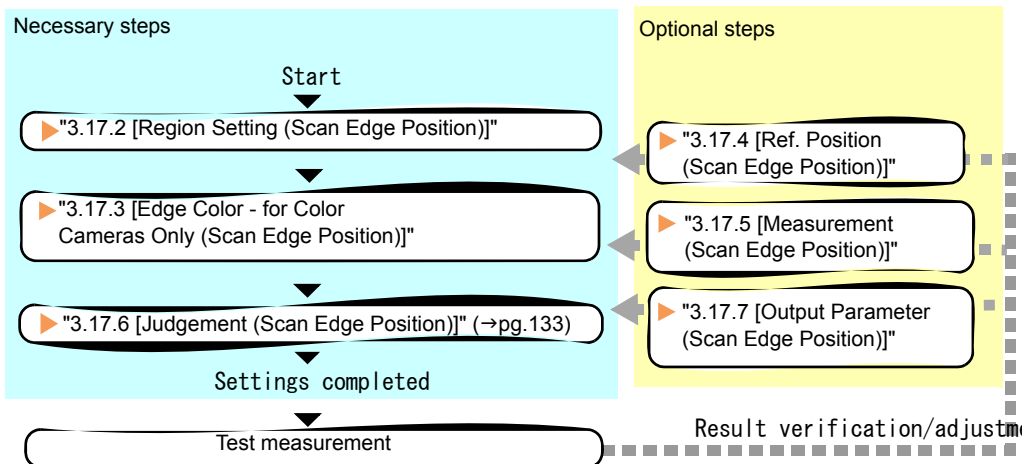 Necessary steps
Start
"3.17.2 [Region Setting (Scan Edge Position)]"
"3.17.3 [Edge Color - for Color
Cameras Only (Scan Edge Position)]"
"3.17.6 [Judgement (Scan Edge Position)]" (→pg.133)
Settings completed
Test measurement
Optional steps
"3.17.4 [Ref. Position
(Scan Edge Position)]"
"3.17.5 [Measurement
(Scan Edge Position)]"
"3.17.7 [Output Parameter
(Scan Edge Position)]"
Result verification/adjustme